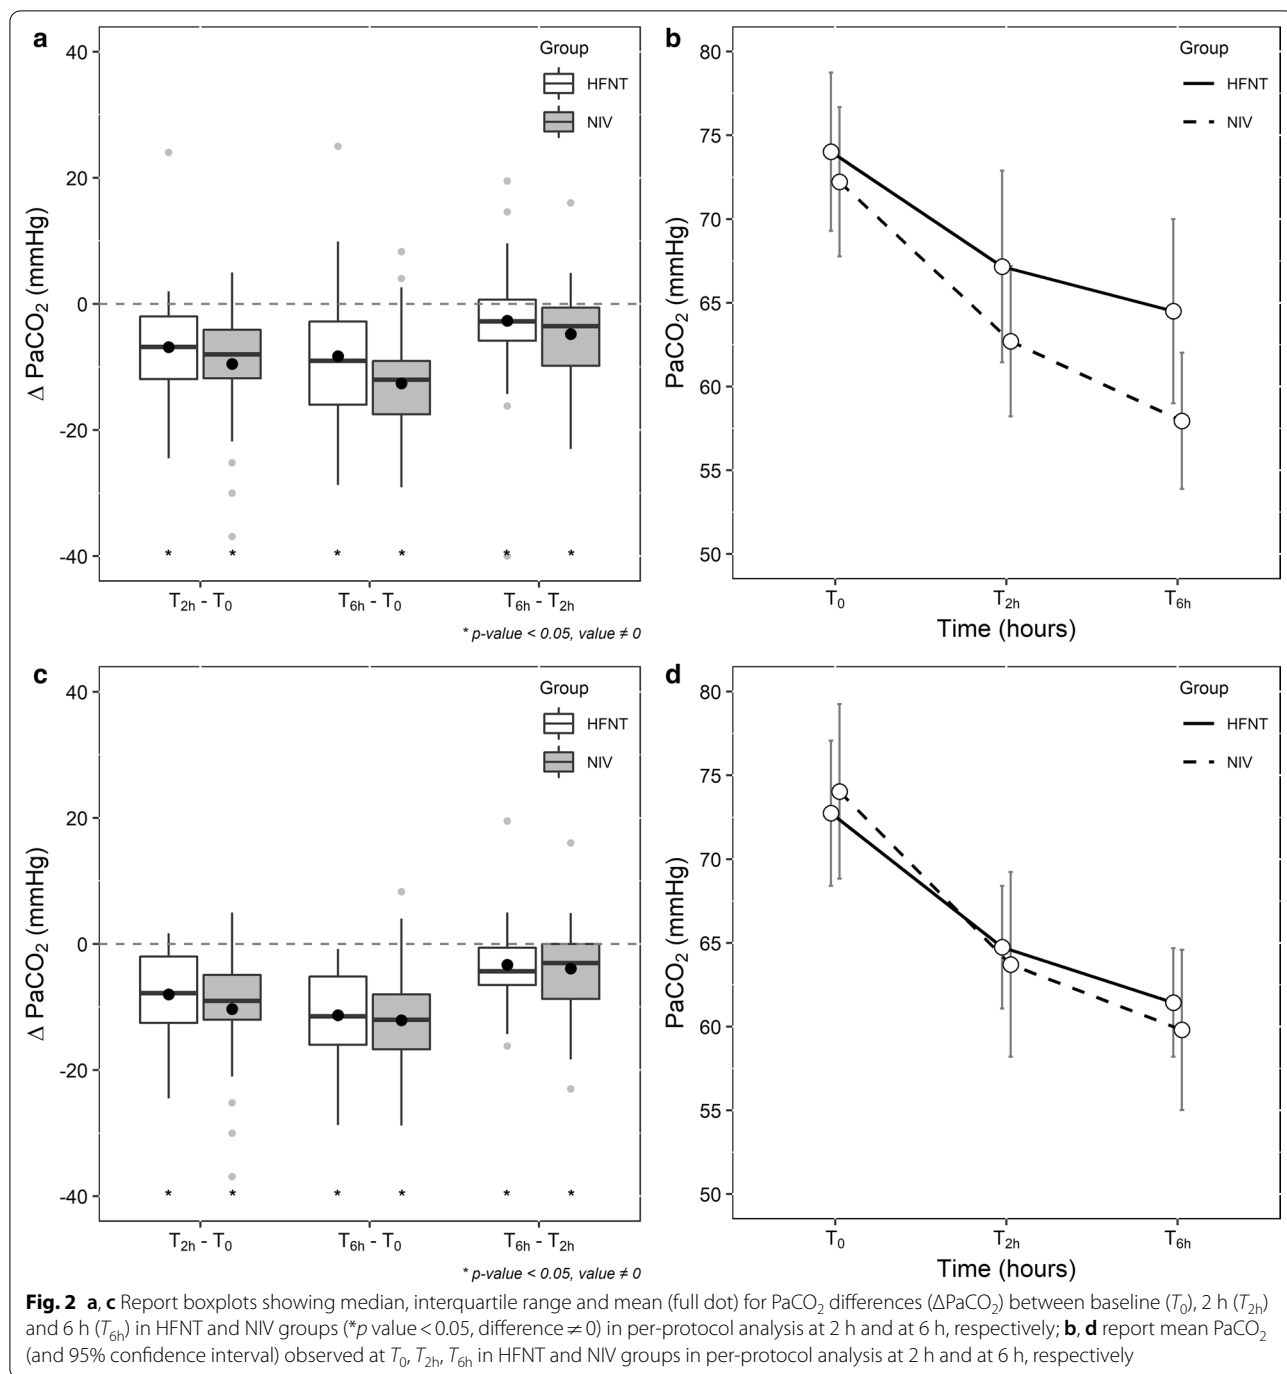 a
40
20
0
-20
-40
Δ PaCO2 (mmHg)
Group
HFNT
NIV
* * * * * *
T2h - T0 T6h - T0 T6h - T2h
* p-value < 0.05, value ≠ 0
b
80
75
70
65
60
55
50
PaCO2 (mmHg)
Group
HFNT
NIV
T0 T2h T6h
Time (hours)
c
40
20
0
-20
-40
Δ PaCO2 (mmHg)
Group
HFNT
NIV
* * * * * *
T2h - T0 T6h - T0 T6h - T2h
* p-value < 0.05, value ≠ 0
d
80
75
70
65
60
55
50
PaCO2 (mmHg)
Group
HFNT
NIV
T0 T2h T6h
Time (hours)
Fig. 2 a, c Report boxplots showing median, interquartile range and mean (full dot) for PaCO2 differences (ΔPaCO2) between baseline (T0), 2 h (T2h)
and 6 h (T6h) in HFNT and NIV groups (*p value < 0.05, difference ≠ 0) in per-protocol analysis at 2 h and at 6 h, respectively; b, d report mean PaCO2
(and 95% confidence interval) observed at T0, T2h, T6h in HFNT and NIV groups in per-protocol analysis at 2 h and at 6 h, respectively